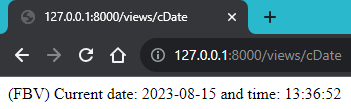 127.0.0.1:8000/views/cDate
127.0.0.1:8000/views/cDate
(FBV) Current date: 2023-08-15 and time: 13:36:52